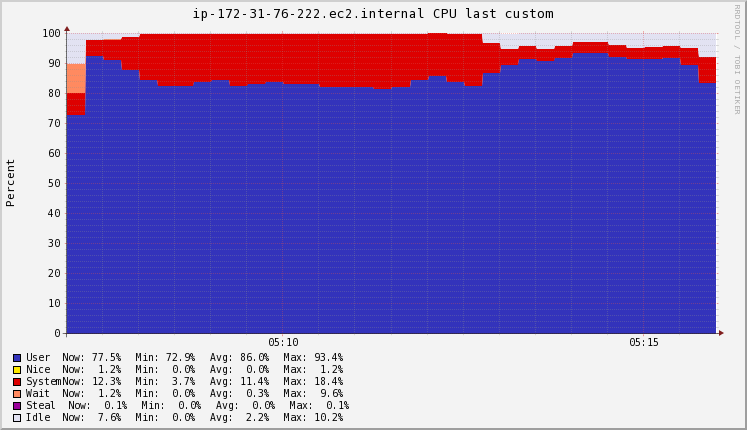 ip-172-31-76-222.ec2.internal CPU last custom
RRDTOOL / TOBI OETIKER
Percent
100
90
80
70
60
50
40
30
20
10
0
05:10 05:15
User Now: 77.5% Min: 72.9% Avg: 86.0% Max: 93.4%
Nice Now: 1.2% Min: 0.0% Avg: 0.0% Max: 1.2%
System Now: 12.3% Min: 3.7% Avg: 11.4% Max: 18.4%
Wait Now: 1.2% Min: 0.0% Avg: 0.3% Max: 9.6%
Steal Now: 0.1% Min: 0.0% Avg: 0.0% Max: 0.1%
Idle Now: 7.6% Min: 0.0% Avg: 2.2% Max: 10.2%